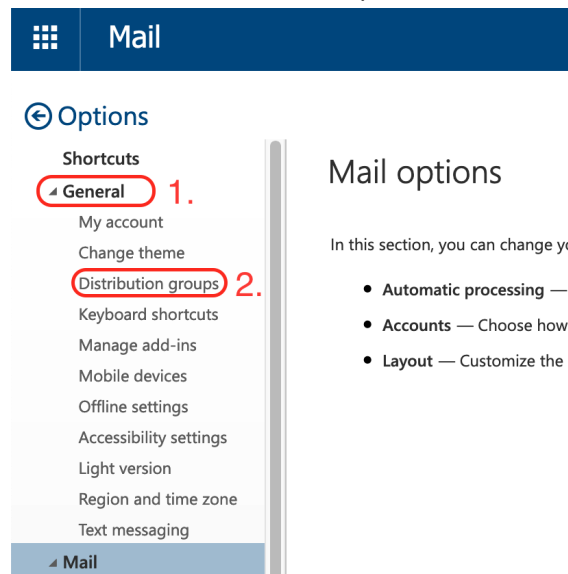 Mail
Options
Shortcuts
General 1.
My account
Change theme
Distribution groups 2.
Keyboard shortcuts
Manage add-ins
Mobile devices
Offline settings
Accessibility settings
Light version
Region and time zone
Text messaging
Mail
Mail options
In this section, you can change
• Automatic processing —
• Accounts — Choose how
• Layout — Customize the